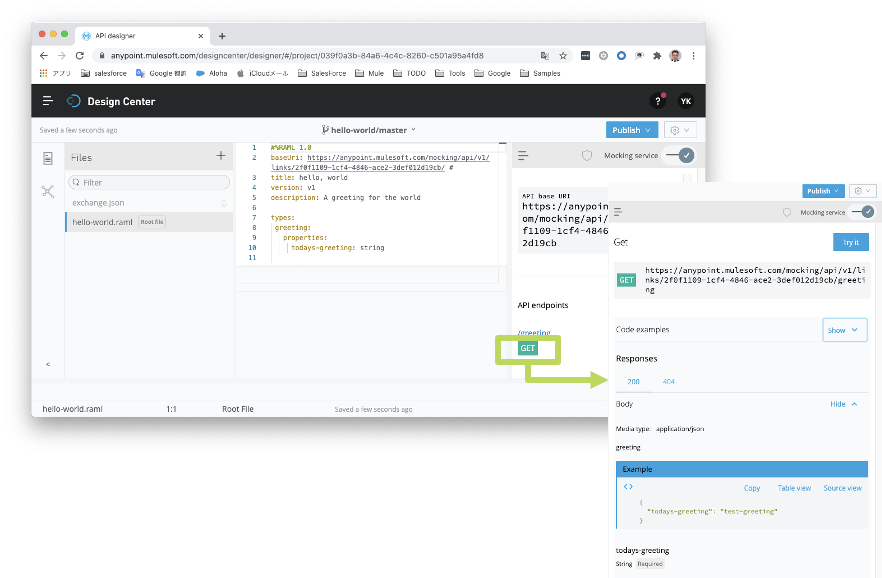 API designer
anypoint.mulesoft.com/designcenter/designer/#/project/039f0a3b-84a6-4c4c-8260-c501a95a4fd8
アプリ salesforce Google 翻訳 Aloha iCloudメール SalesForce Mule TODO Tools Google Samples
Design Center
? YK
Saved a few seconds ago
hello-world/master
Publish
Files
Filter
exchange.json
hello-world.raml Root file
1 #%RAML 1.0
2 baseUri: https://anypoint.mulesoft.com/mocking/api/v1/
links/2f0f1109-1cf4-4846-ace2-3def012d19cb/ #
3 title: hello, world
4 version: v1
5 description: A greeting for the world
6
7 types:
8 greeting:
9 properties:
10 todays-greeting: string
11
Mocking service
API base URI
https://anypoin
om/mocking/api/
f1109-1cf4-4846
2d19cb
API endpoints
/greeting
GET
<
hello-world.raml 1:1 Root File Saved a few seconds ago
Publish
Mocking service
Get
Try it
GET
https://anypoint.mulesoft.com/mocking/api/v1/li
nks/2f0f1109-1cf4-4846-ace2-3def012d19cb/greeti
ng
Code examples
Show
Responses
200 404
Body
Hide
Media type: application/json
greeting
Example
<> Copy Table view Source view
{
"todays-greeting": "test-greeting"
}
todays-greeting
String Required